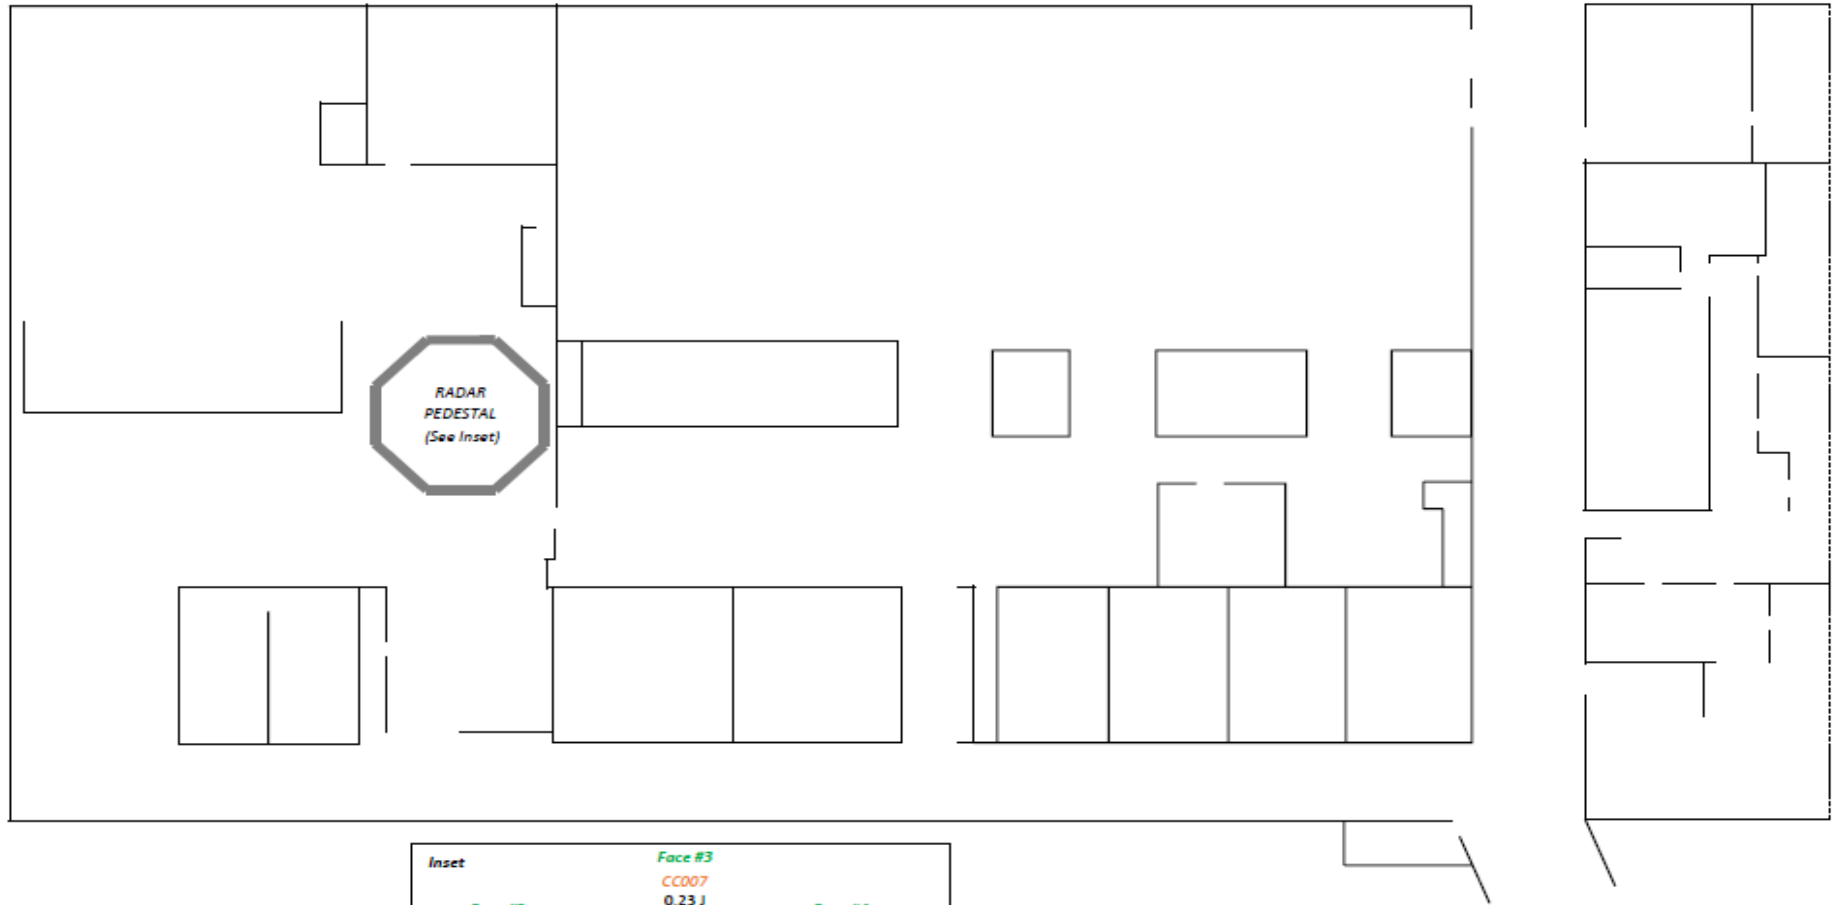 RADAR
PEDESTAL
(See Inset)
Inset
Face #3
CC007
0.23 J